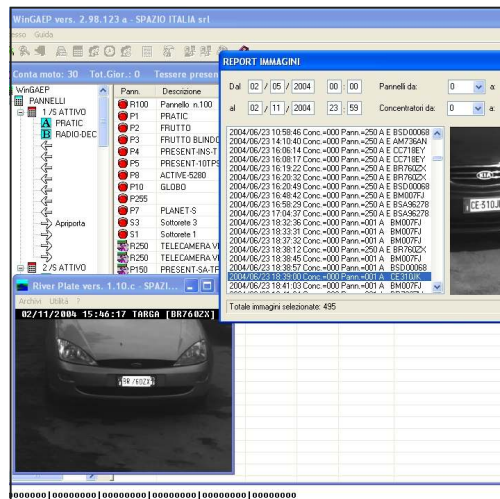 WinGAEP vers. 2.98.123 a - SPAZIO ITALIA srl
esso Guida
Conta moto: 30 Tot.Gior.: 0 Tessere presen
WinGAEP
PANNELLI
1 /S ATTIVO
A PRATIC
B RADIO-DEC
Apriporta
2 /S ATTIVO
Pann. Descrizione
R100 Pannello n.100
P1 PRATIC
P2 FRUTTO
P3 FRUTTO BLINDO
P4 PRESENT-INS-T
P5 PRESENT-10TPS
P8 ACTIVE-5280
P10 GLOBO
P255
P7 PLANET-S
S3 Sottorete 3
S1 Sottorete 1
R250 TELECAMERA VI
R250 TELECAMERA VI
P150 PRESENT-SA-TF
REPORT IMMAGINI
Dal 02 / 05 / 2004 00 : 00 Pannelli da: 0 a:
al 02 / 11 / 2004 23 : 59 Concentratori da: 0 a:
2004/06/23 10:58:46 Conc.=000 Pann.=250 A E BSD00068
2004/06/23 14:10:40 Conc.=000 Pann.=250 A E AM736AN
2004/06/23 16:06:14 Conc.=000 Pann.=250 A E CC718EY
2004/06/23 16:08:17 Conc.=000 Pann.=250 A E CC718EY
2004/06/23 16:19:22 Conc.=000 Pann.=250 A E BR760ZX
2004/06/23 16:20:32 Conc.=000 Pann.=250 A E BR760ZX
2004/06/23 16:20:49 Conc.=000 Pann.=250 A E BSD00068
2004/06/23 16:48:42 Conc.=000 Pann.=250 A E BM007FJ
2004/06/23 16:58:29 Conc.=000 Pann.=250 A E BSA96278
2004/06/23 17:04:37 Conc.=000 Pann.=250 A E BSA96278
2004/06/23 18:32:36 Conc.=000 Pann.=001 A BM007FJ
2004/06/23 18:33:31 Conc.=000 Pann.=001 A BM007FJ
2004/06/23 18:37:32 Conc.=000 Pann.=001 A BM007FJ
2004/06/23 18:38:12 Conc.=000 Pann.=250 A E BR760ZX
2004/06/23 18:38:45 Conc.=000 Pann.=001 A BM007FJ
2004/06/23 18:38:57 Conc.=000 Pann.=001 A BSD00068
2004/06/23 18:39:00 Conc.=000 Pann.=001 A CE310JK
2004/06/23 18:41:03 Conc.=000 Pann.=001 A BM007FJ
Totale immagini selezionate: 495
KIA
CE·310J
River Plate vers. 1.10.c - SPAZI...
Archivi Utilità ?
02/11/2004 15:46:17 TARGA [BR760ZX]
BR·760ZX
0000000|00000000|00000000|00000000|00000000|00000000